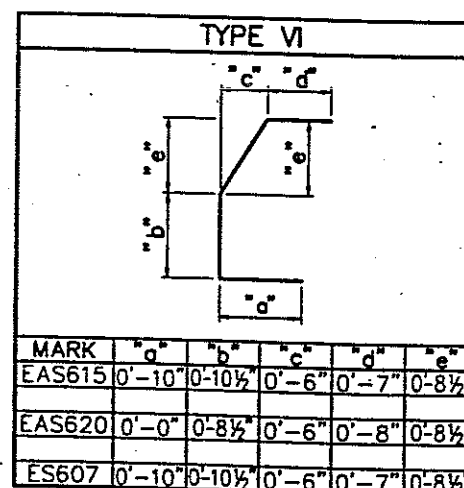 TYPE VI
"c" "d"
"e" "e"
"b"
"a"
MARK "a" "b" "c" "d" "e"
EAS615 0'-10" 0-10½" 0'-6" 0'-7" 0-8½
EAS620 0'-0" 0'-8½" 0'-6" 0'-8" 0-8½
ES607 0'-10" 0-10½" 0'-6" 0'-7" 0-8½